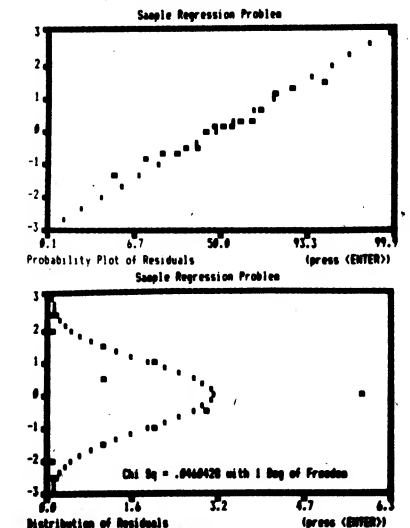 Sample Regression Problem
3
2
1
0
-1
-2
-3
0.1 6.7 50.0 93.3 99.9
Probability Plot of Residuals (press <ENTER>)
Sample Regression Problem
3
2
1
0
-1
-2
-3
Chi Sq = .0460428 with 1 Deg of Freedom
0.0 1.6 3.2 4.7 6.3
Distribution of Residuals (press <ENTER>)